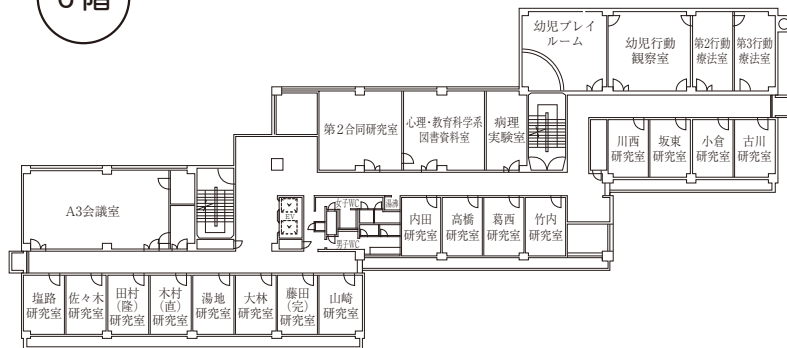 階
幼児プレイ
ルーム
幼児行動
観察室
第2行動
療法室
第3行動
療法室
第2合同研究室
心理・教育科学系
図書資料室
病理
実験室
川西
研究室
坂東
研究室
小倉
研究室
古川
研究室
A3会議室
EV
女子WC
湯沸
男子WC
内田
研究室
高橋
研究室
葛西
研究室
竹内
研究室
塩路
研究室
佐々木
研究室
田村
(隆)
研究室
木村
(直)
研究室
湯地
研究室
大林
研究室
藤田
(完)
研究室
山崎
研究室